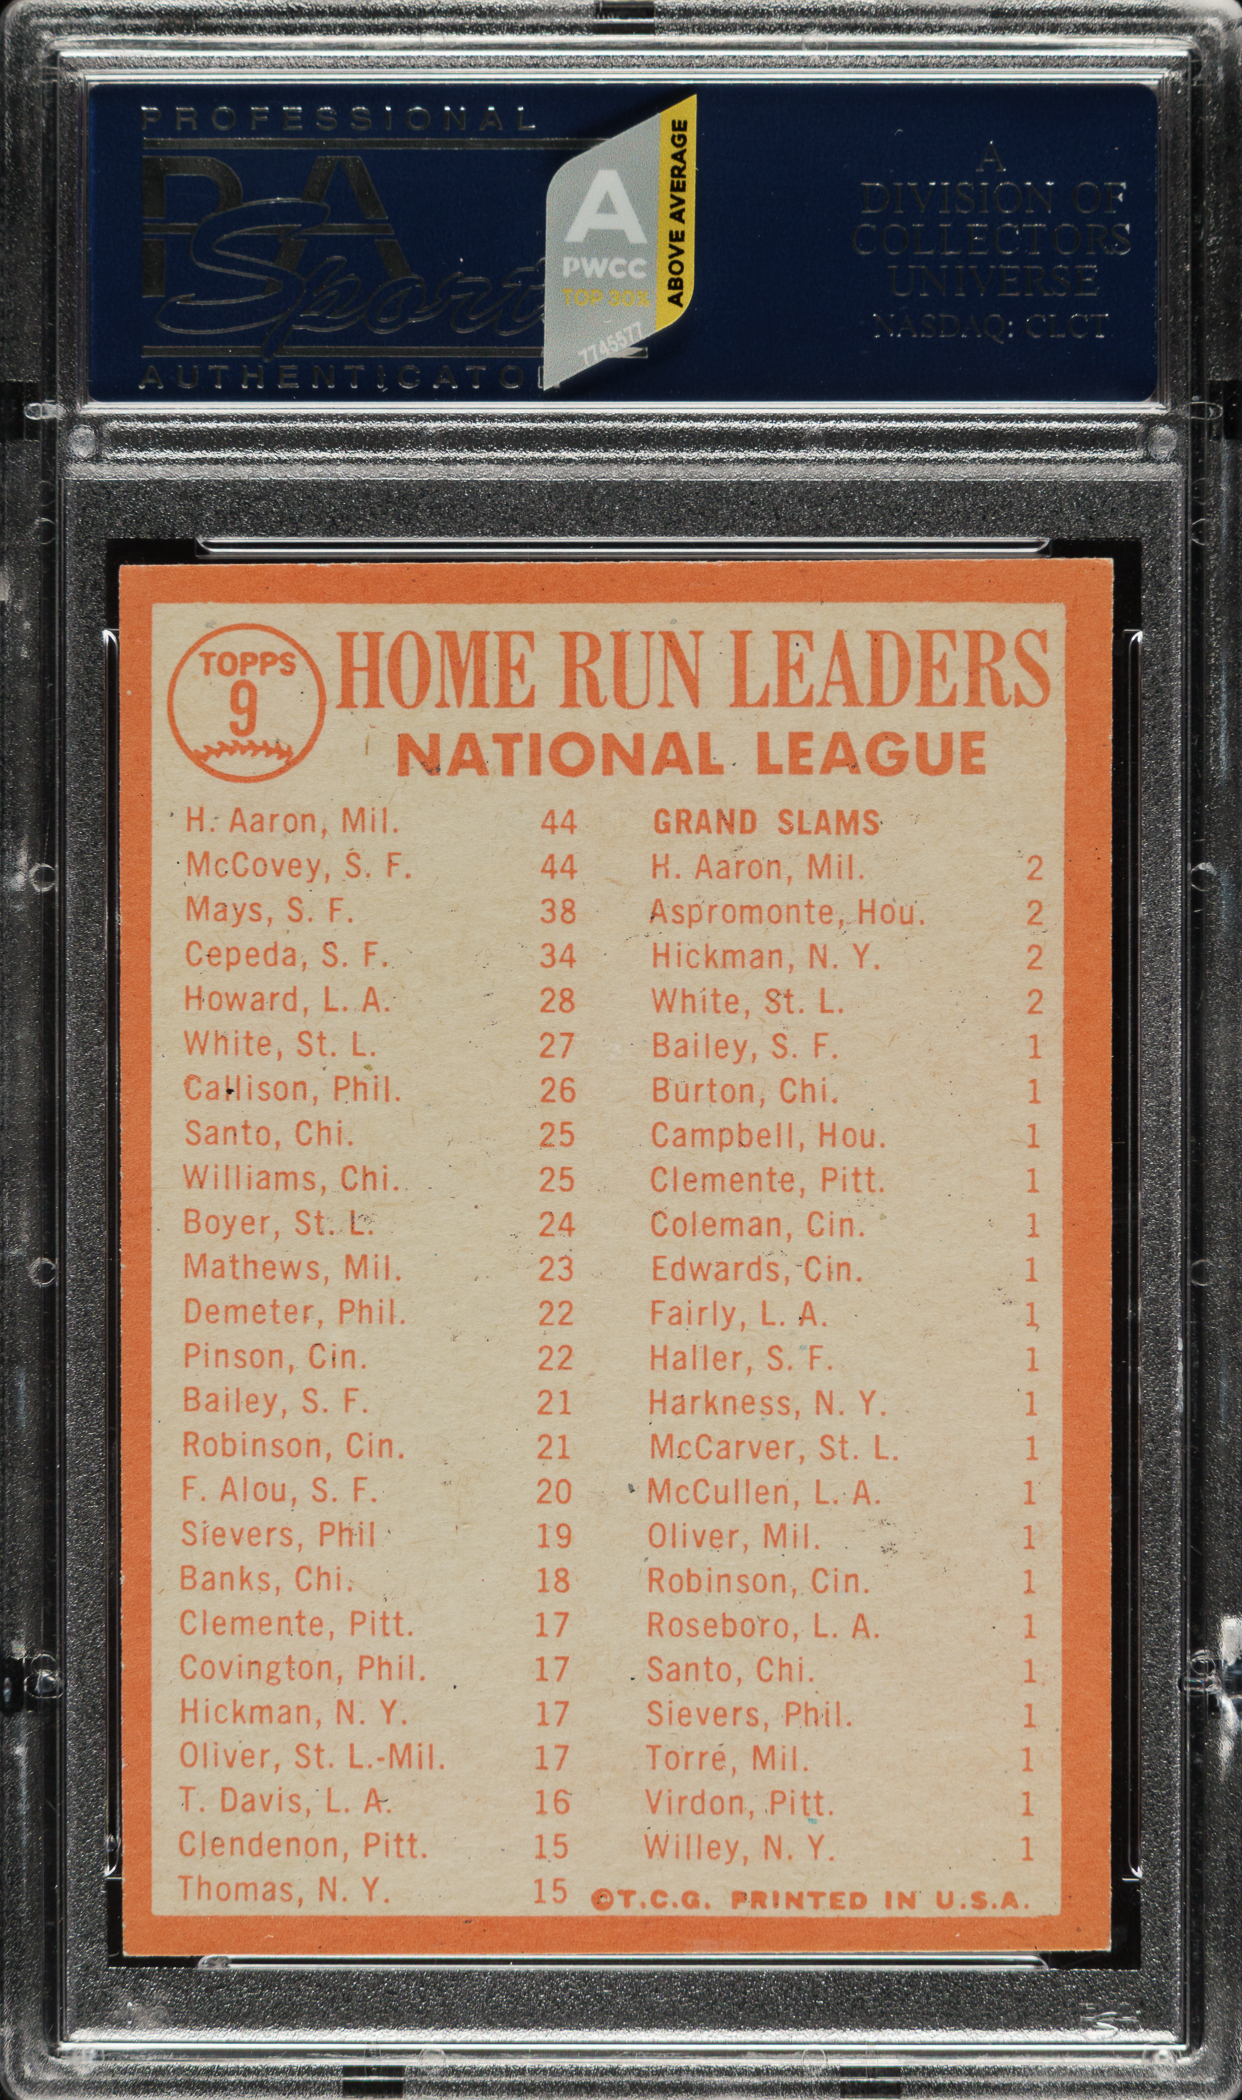 PROFESSIONAL
PSA
Sports
AUTHENTICATO
A
PWCC
TOP 30%
ABOVE AVERAGE
7745577
A
DIVISION OF
COLLECTORS
UNIVERSE
NASDAQ: CLCT
TOPPS
9
HOME RUN LEADERS
NATIONAL LEAGUE
H. Aaron, Mil. 44
McCovey, S. F. 44
Mays, S. F. 38
Cepeda, S. F. 34
Howard, L. A. 28
White, St. L. 27
Callison, Phil. 26
Santo, Chi. 25
Williams, Chi. 25
Boyer, St. L. 24
Mathews, Mil. 23
Demeter, Phil. 22
Pinson, Cin. 22
Bailey, S. F. 21
Robinson, Cin. 21
F. Alou, S. F. 20
Sievers, Phil 19
Banks, Chi. 18
Clemente, Pitt. 17
Covington, Phil. 17
Hickman, N. Y. 17
Oliver, St. L.-Mil. 17
T. Davis, L. A. 16
Clendenon, Pitt. 15
Thomas, N. Y. 15
GRAND SLAMS
H. Aaron, Mil. 2
Aspromonte, Hou. 2
Hickman, N. Y. 2
White, St. L. 2
Bailey, S. F. 1
Burton, Chi. 1
Campbell, Hou. 1
Clemente, Pitt. 1
Coleman, Cin. 1
Edwards, Cin. 1
Fairly, L. A. 1
Haller, S. F. 1
Harkness, N. Y. 1
McCarver, St. L. 1
McCullen, L. A. 1
Oliver, Mil. 1
Robinson, Cin. 1
Roseboro, L. A. 1
Santo, Chi. 1
Sievers, Phil. 1
Torre, Mil. 1
Virdon, Pitt. 1
Willey, N. Y. 1
©T.C.G. PRINTED IN U.S.A.